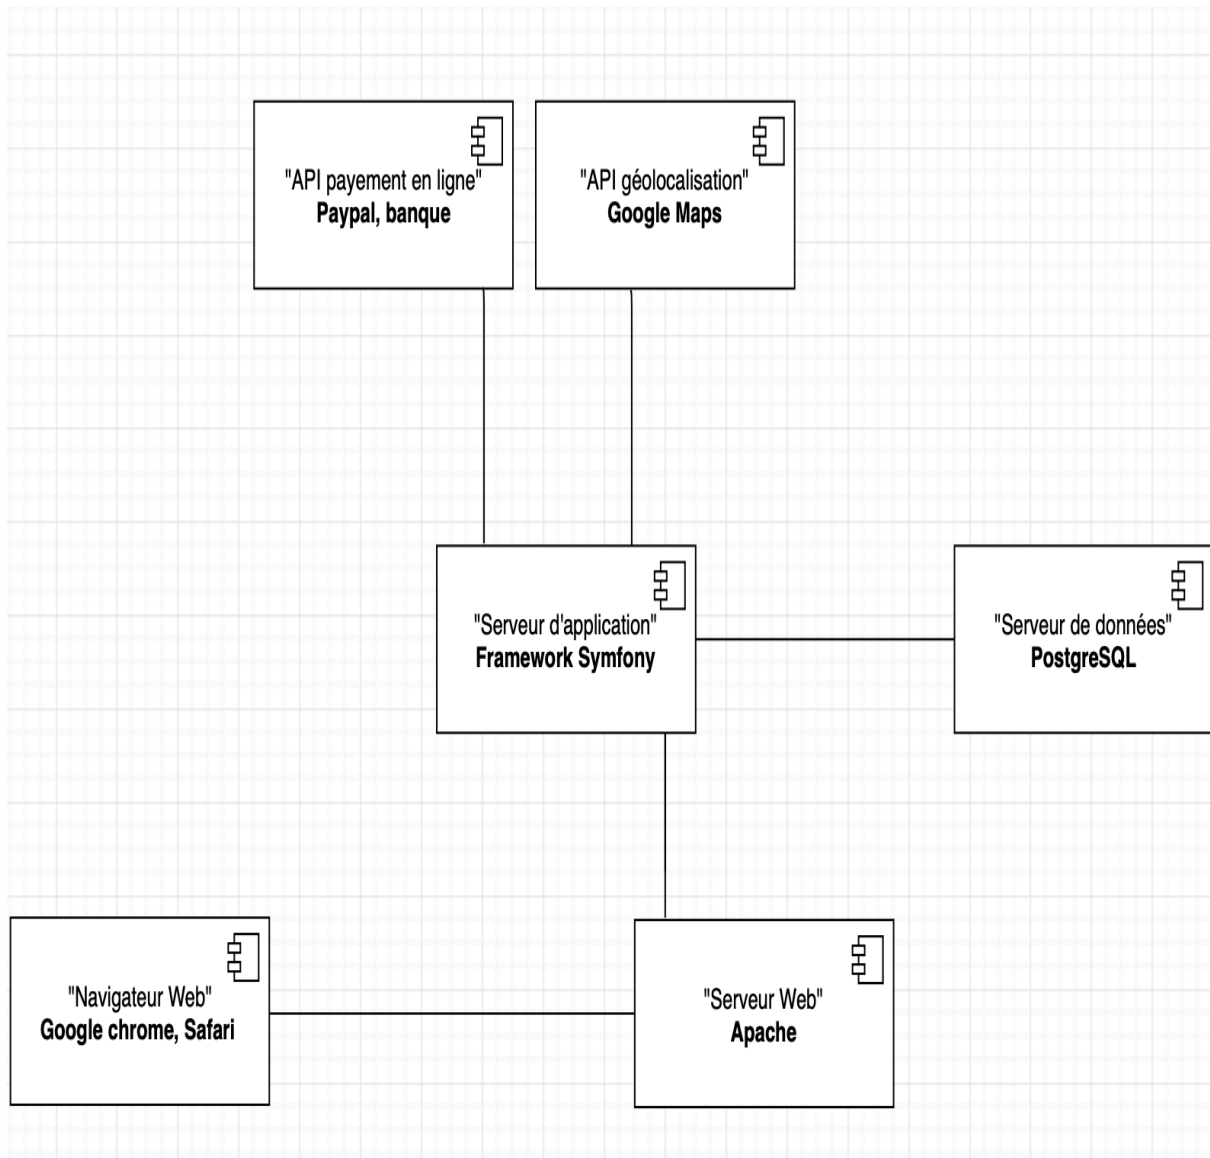 "API payement en ligne"
Paypal, banque
"API géolocalisation"
Google Maps
"Serveur d'application"
Framework Symfony
"Serveur de données"
PostgreSQL
"Navigateur Web"
Google chrome, Safari
"Serveur Web"
Apache